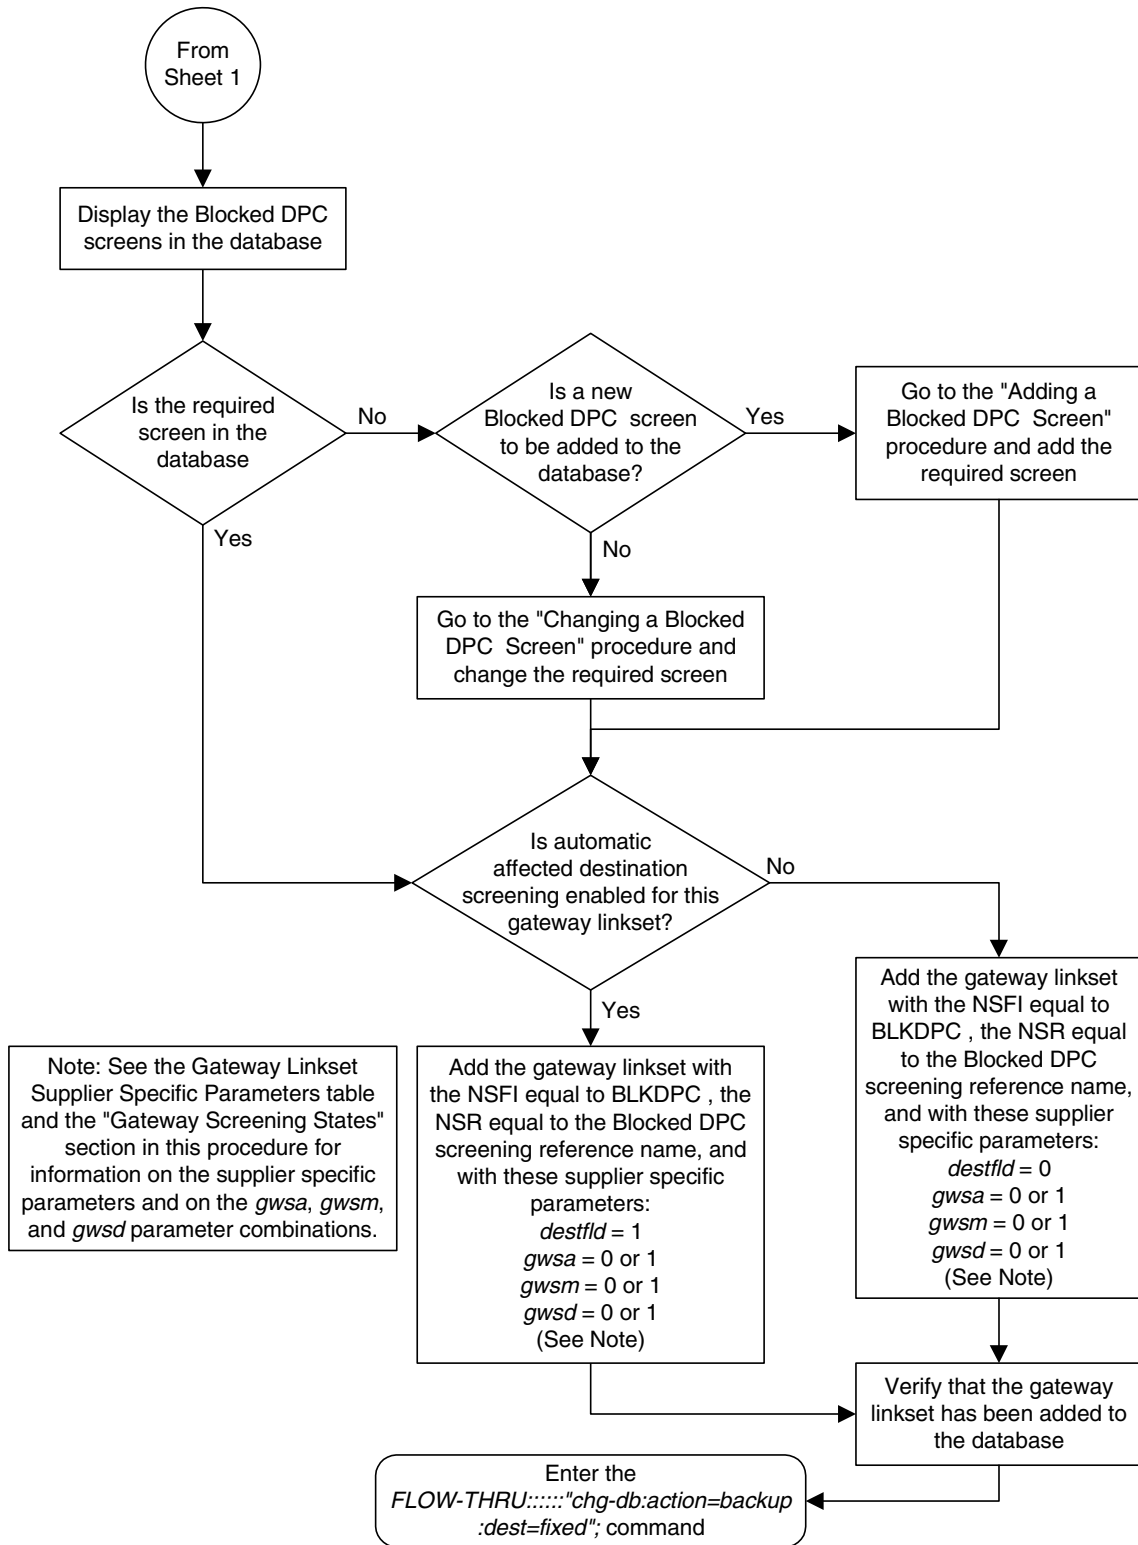 From
Sheet 1
Display the Blocked DPC
screens in the database
Is the required
screen in the
database
No
Is a new
Blocked DPC screen
to be added to the
database?
Yes
Go to the "Adding a
Blocked DPC Screen"
procedure and add the
required screen
Yes
No
Go to the "Changing a Blocked
DPC Screen" procedure and
change the required screen
Is automatic
affected destination
screening enabled for this
gateway linkset?
No
Yes
Add the gateway linkset
with the NSFI equal to
BLKDPC , the NSR equal
to the Blocked DPC
screening reference name,
and with these supplier
specific parameters:
destfld = 0
gwsa = 0 or 1
gwsm = 0 or 1
gwsd = 0 or 1
(See Note)
Note: See the Gateway Linkset
Supplier Specific Parameters table
and the "Gateway Screening States"
section in this procedure for
information on the supplier specific
parameters and on the gwsa, gwsm,
and gwsd parameter combinations.
Add the gateway linkset with
the NSFI equal to BLKDPC , the
NSR equal to the Blocked DPC
screening reference name, and
with these supplier specific
parameters:
destfld = 1
gwsa = 0 or 1
gwsm = 0 or 1
gwsd = 0 or 1
(See Note)
Verify that the gateway
linkset has been added to
the database
Enter the
FLOW-THRU::::::"chg-db:action=backup
:dest=fixed"; command